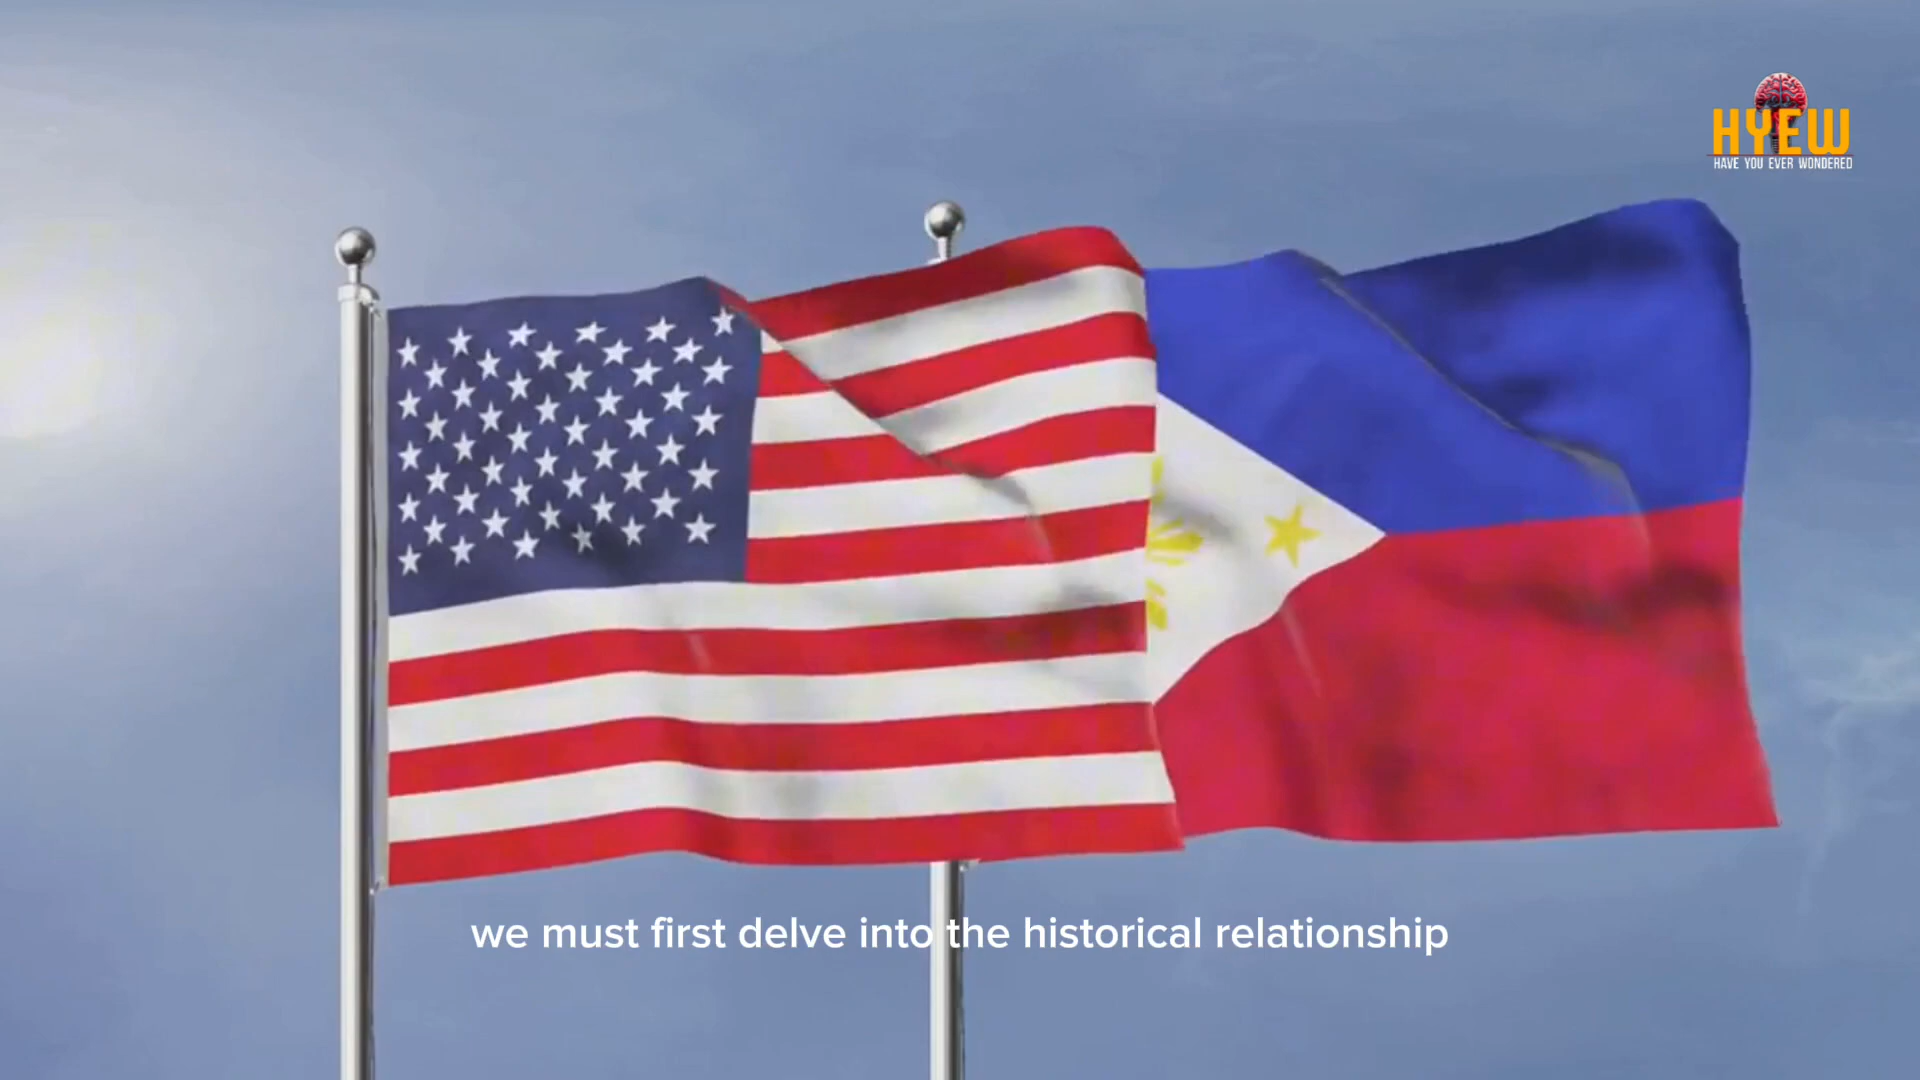 HYEW
HAVE YOU EVER WONDERED
we must first delve into the historical relationship